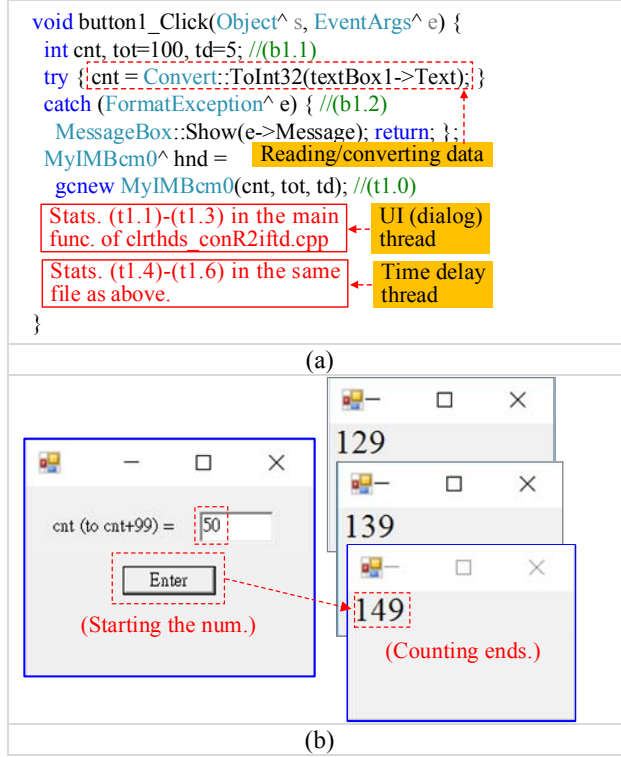 void button1_Click(Object^ s, EventArgs^ e) {
int cnt, tot=100, td=5; //(b1.1)
try { cnt = Convert::ToInt32(textBox1->Text); }
catch (FormatException^ e) { //(b1.2)
MessageBox::Show(e->Message); return; };
MyIMBcm0^ hnd =
Reading/converting data
gcnew MyIMBcm0(cnt, tot, td); //(t1.0)
Stats. (t1.1)-(t1.3) in the main
func. of clrthds_conR2iftd.cpp
UI (dialog)
thread
Stats. (t1.4)-(t1.6) in the same
file as above.
Time delay
thread
}
(a)
129
139
149
(Counting ends.)
cnt (to cnt+99) = 50
Enter
(Starting the num.)
(b)